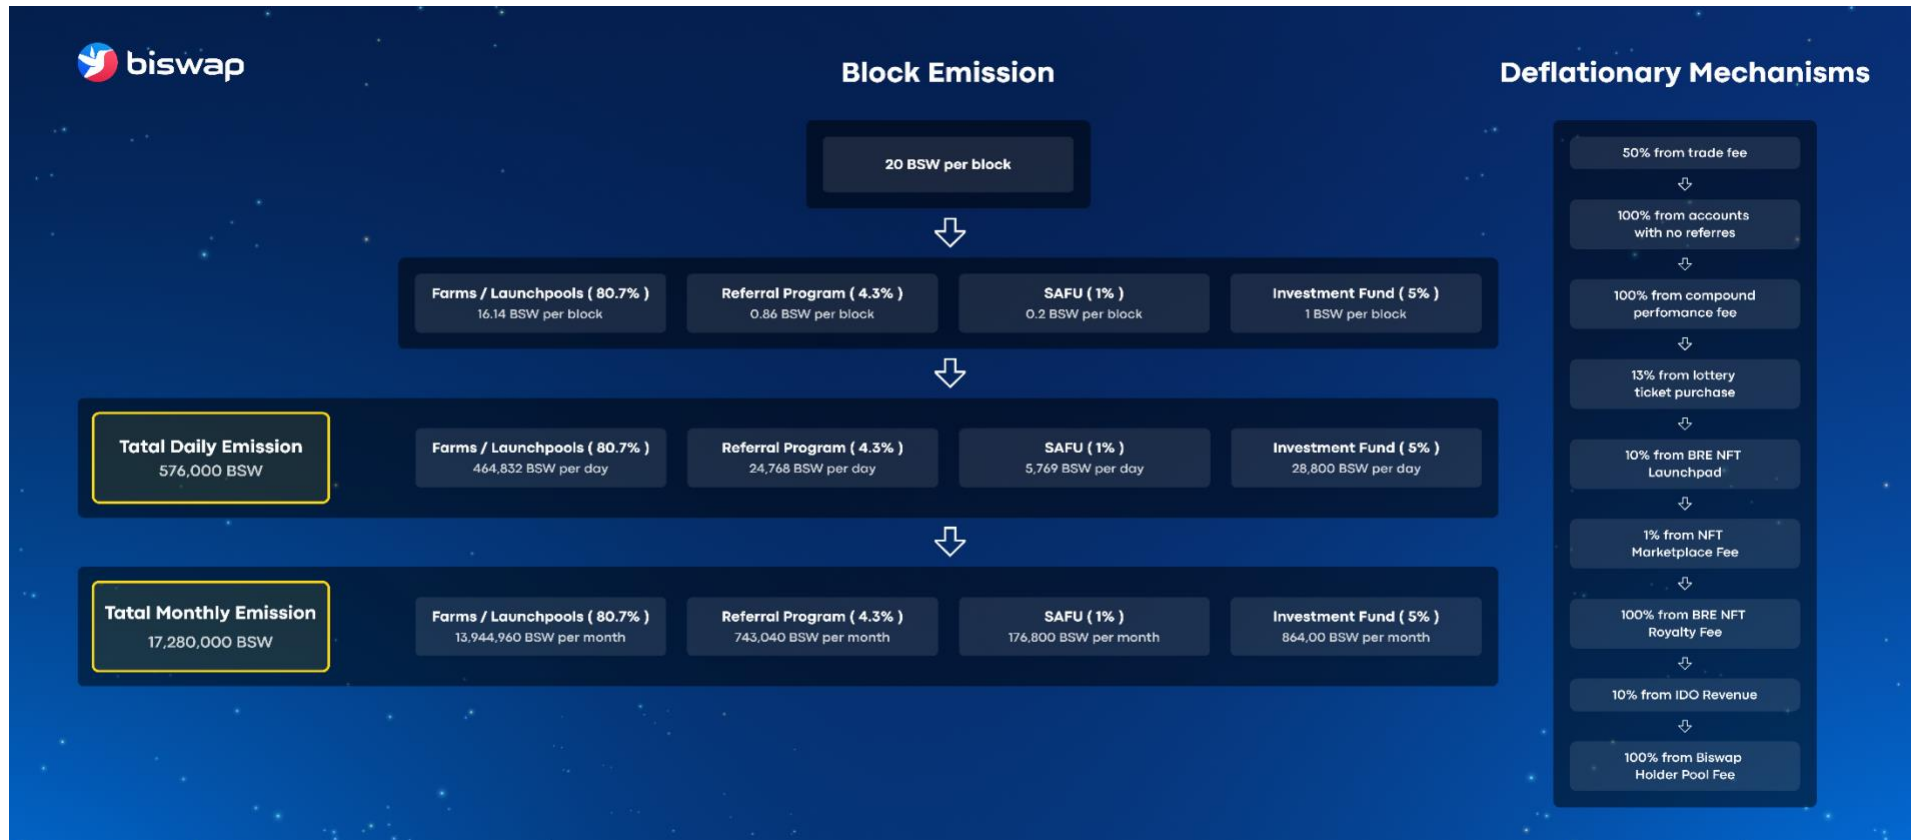 biswap
Block Emission
Deflationary Mechanisms
20 BSW per block
Farms / Launchpools ( 80.7% )
16.14 BSW per block
Referral Program ( 4.3% )
0.86 BSW per block
SAFU ( 1% )
0.2 BSW per block
Investment Fund ( 5% )
1 BSW per block
Tatal Daily Emission
576,000 BSW
Farms / Launchpools ( 80.7% )
464,832 BSW per day
Referral Program ( 4.3% )
24,768 BSW per day
SAFU ( 1% )
5,769 BSW per day
Investment Fund ( 5% )
28,800 BSW per day
Tatal Monthly Emission
17,280,000 BSW
Farms / Launchpools ( 80.7% )
13,944,960 BSW per month
Referral Program ( 4.3% )
743,040 BSW per month
SAFU ( 1% )
176,800 BSW per month
Investment Fund ( 5% )
864,00 BSW per month
50% from trade fee
100% from accounts
with no referres
100% from compound
perfomance fee
13% from lottery
ticket purchase
10% from BRE NFT
Launchpad
1% from NFT
Marketplace Fee
100% from BRE NFT
Royalty Fee
10% from IDO Revenue
100% from Biswap
Holder Pool Fee